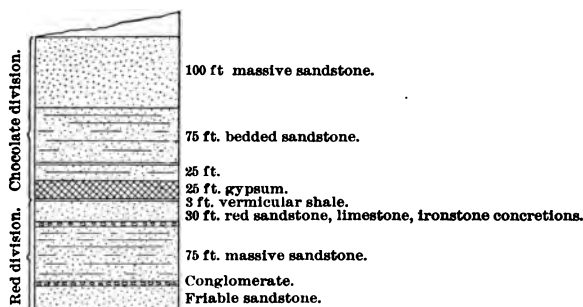 Chocolate division.
100 ft massive sandstone.
75 ft. bedded sandstone.
25 ft.
25 ft. gypsum.
3 ft. vermicular shale.
Red division.
30 ft. red sandstone, limestone, ironstone concretions.
75 ft. massive sandstone.
Conglomerate.
Friable sandstone.